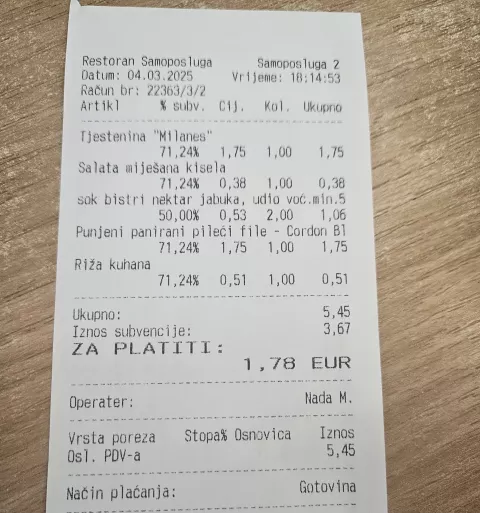 Restoran Samoposluga Samoposluga 2
Datum: 04.03.2025 Vrijeme: 18:14:53
Račun br: 22363/3/2
Artikl % subv. Cij. Kol. Ukupno
Tjestenina "Milanes"
71,24% 1,75 1,00 1,75
Salata miješana kisela
71,24% 0,38 1,00 0,38
sok bistri nektar jabuka, udio voć.min.5
50,00% 0,53 2,00 1,06
Punjeni panirani pileći file - Cordon Bl
71,24% 1,75 1,00 1,75
Riža kuhana
71,24% 0,51 1,00 0,51
Ukupno: 5,45
Iznos subvencije: 3,67
ZA PLATITI:
1,78 EUR
Operater: Nada M.
Vrsta poreza Stopa% Osnovica Iznos
Osl. PDV-a 5,45
Način plaćanja: Gotovina